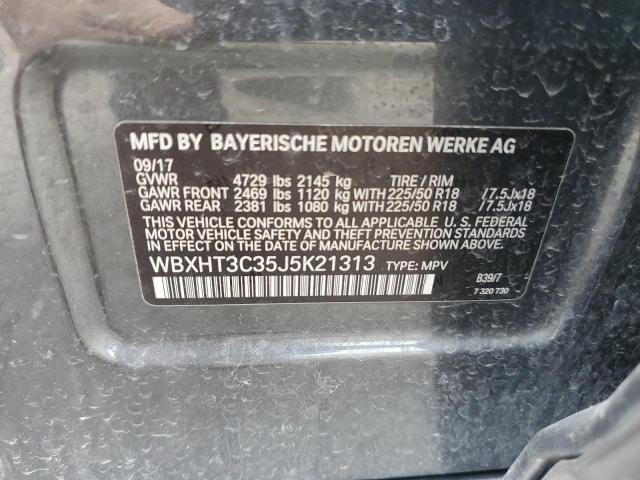 MFD BY BAYERISCHE MOTOREN WERKE AG
09/17
GVWR 4729 lbs 2145 kg TIRE / RIM
GAWR FRONT 2469 lbs 1120 kg WITH 225/50 R18 /7.5Jx18
GAWR REAR 2381 lbs 1080 kg WITH 225/50 R18 /7.5Jx18
THIS VEHICLE CONFORMS TO ALL APPLICABLE U. S. FEDERAL
MOTOR VEHICLE SAFETY, BUMPER, AND THEFT
PREVENTION STANDARDS IN EFFECT ON THE
DATE OF MANUFACTURE SHOWN ABOVE.
WBXHT3C35J5K21313 TYPE: MPV
B39/7
7 320 730